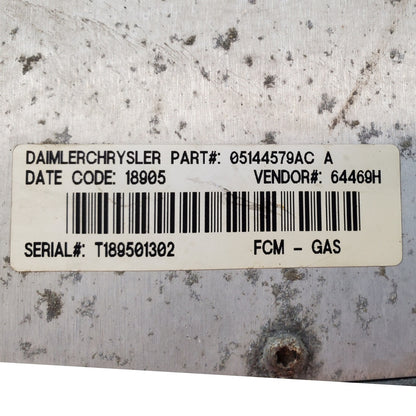 DAIMLERCHRYSLER PART#: 05144579AC A
DATE CODE: 18905 VENDOR#: 64469H
SERIAL#: T189501302 FCM - GAS